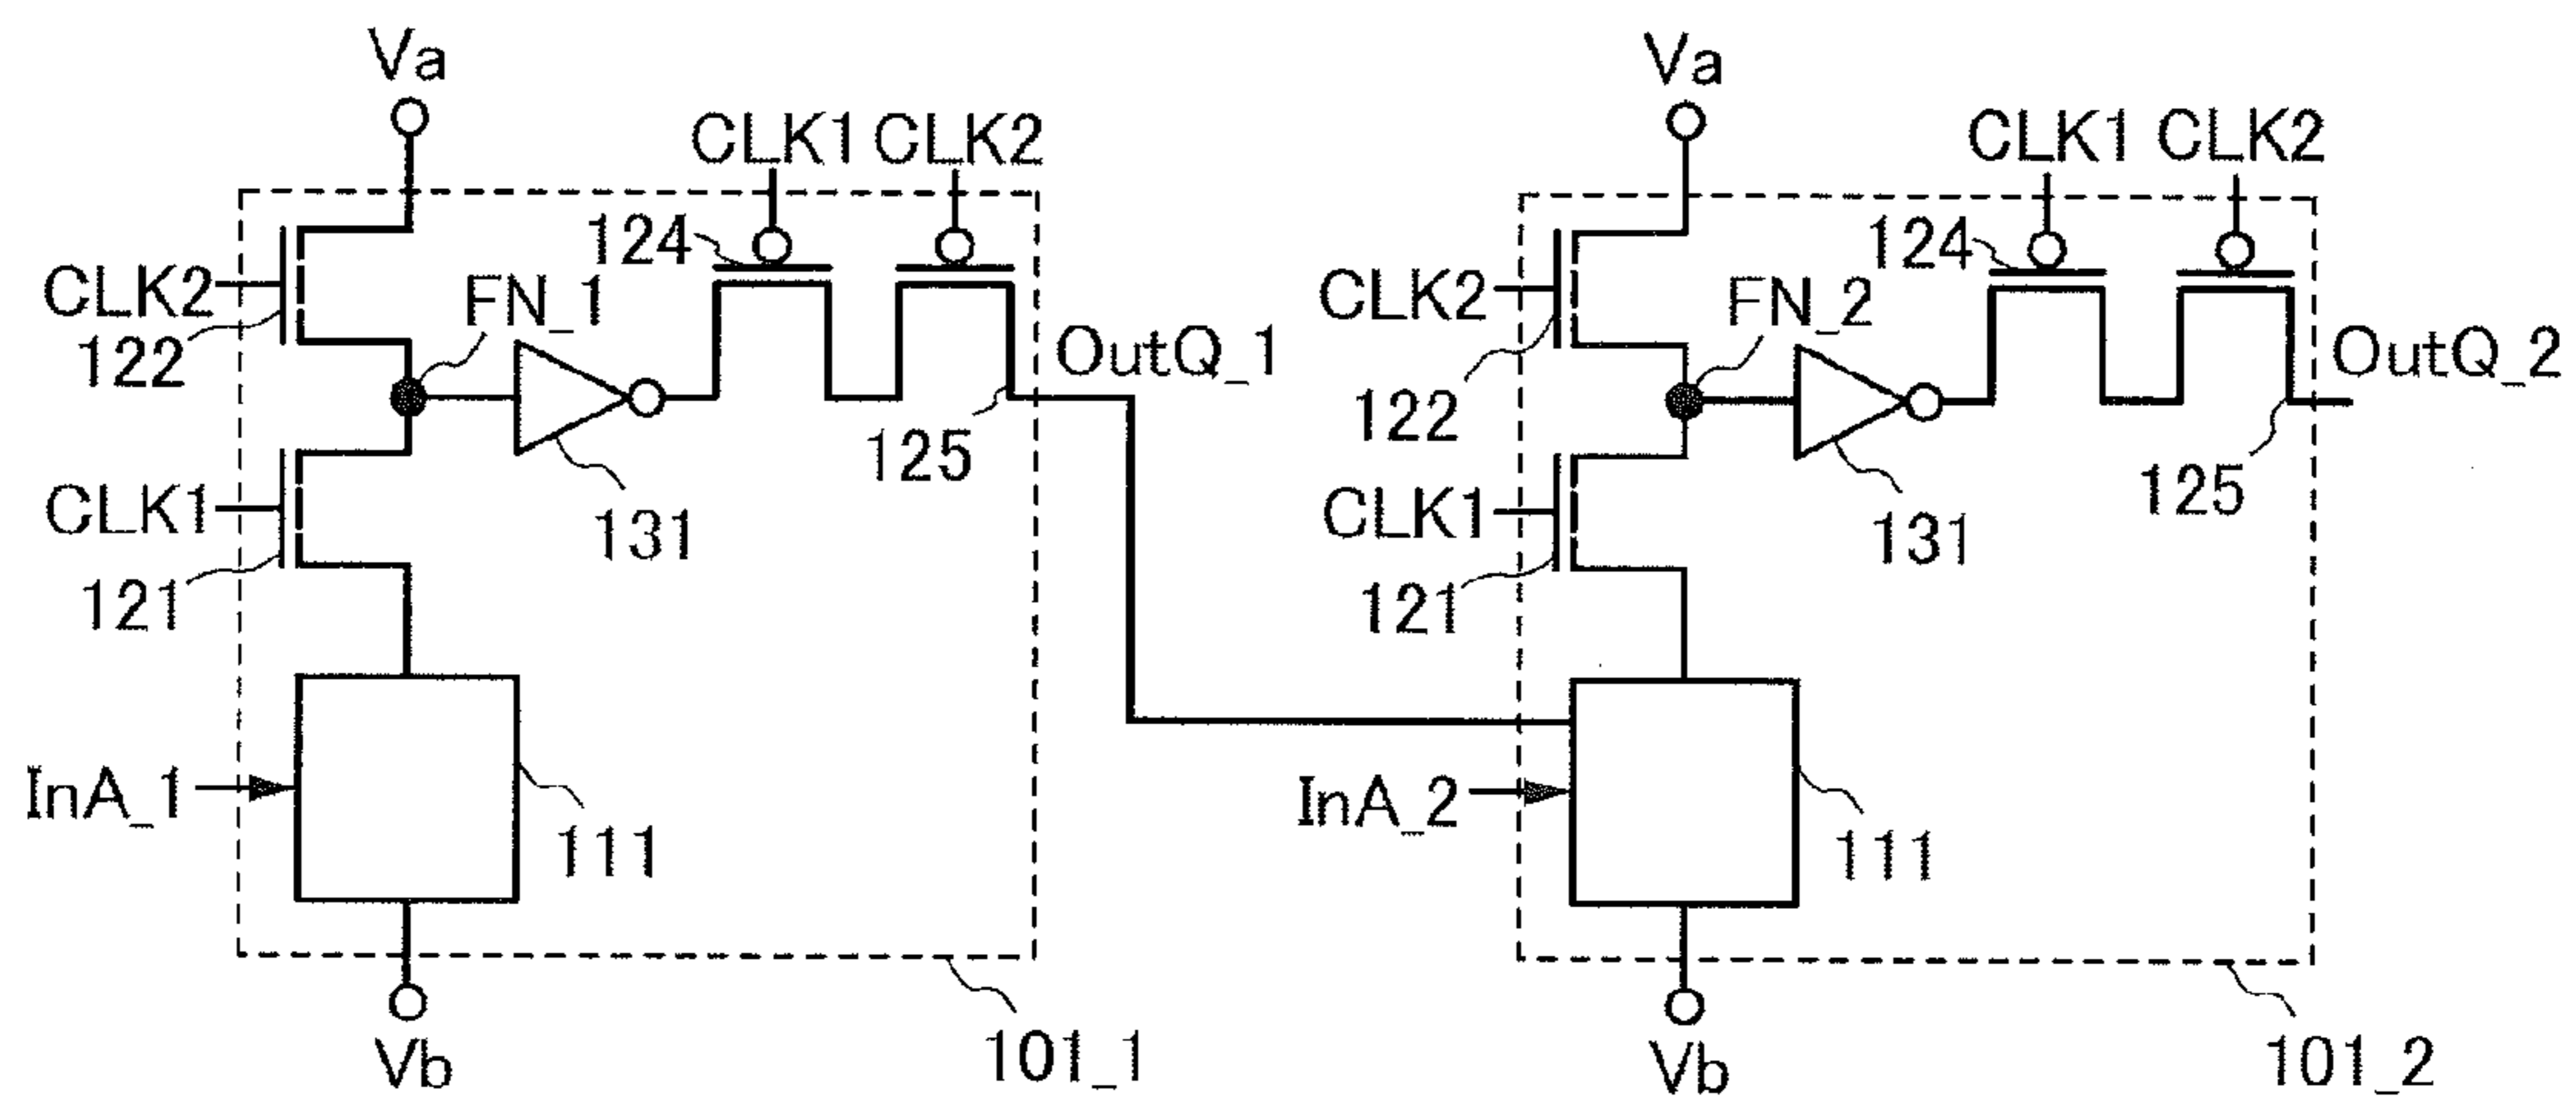 Va
CLK1 CLK2
124
CLK2
122
FN_1
OutQ_1
125
131
CLK1
121
InA_1
111
Vb
101_1
Va
CLK1 CLK2
124
CLK2
122
FN_2
OutQ_2
125
131
CLK1
121
InA_2
111
Vb
101_2